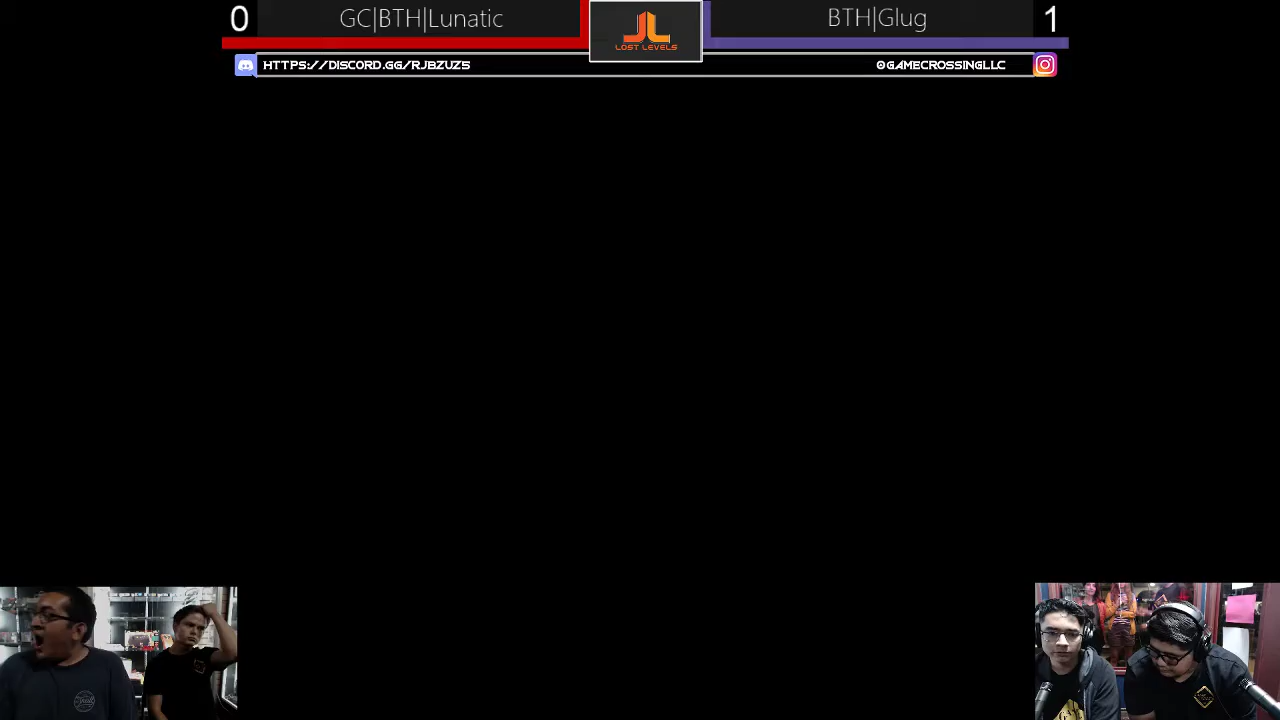 0 GC|BTH|Lunatic BTH|Glug 1
LOST LEVELS
HTTPS://DISCORD.GG/RJBZUZ5 @GAMECROSSINGLLC